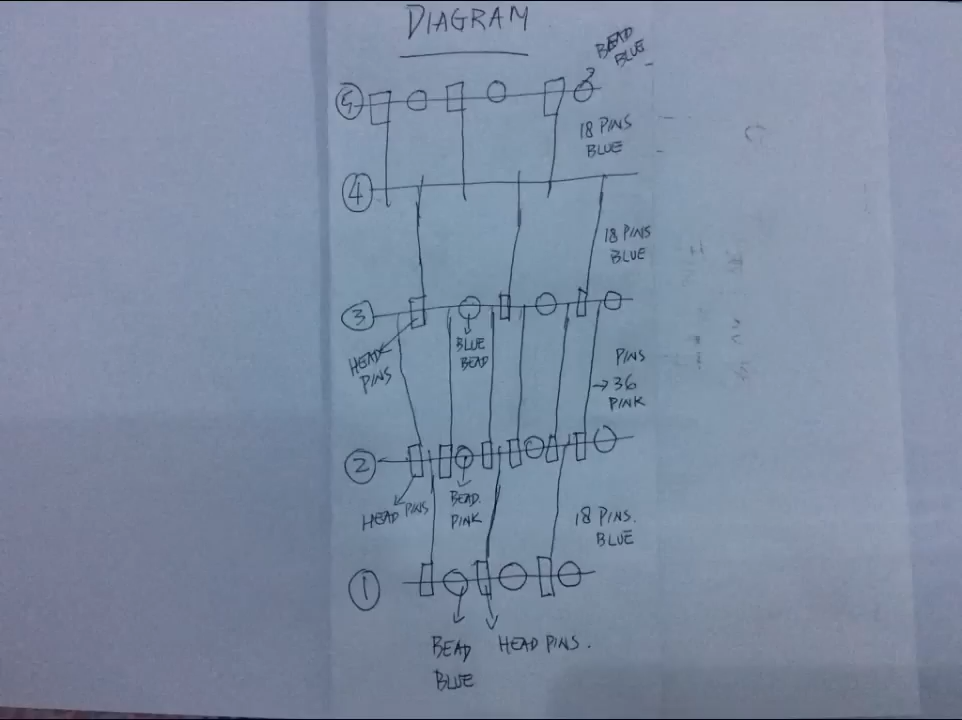 DIAGRAM
BEAD
BLUE
5
18 PINS
BLUE
4
18 PINS
BLUE
3
HEAD
PINS
BLUE
BEAD
PINS
36
PINK
2
HEAD PINS
BEAD.
PINK
18 PINS.
BLUE
1
BEAD
BLUE
HEAD PINS.